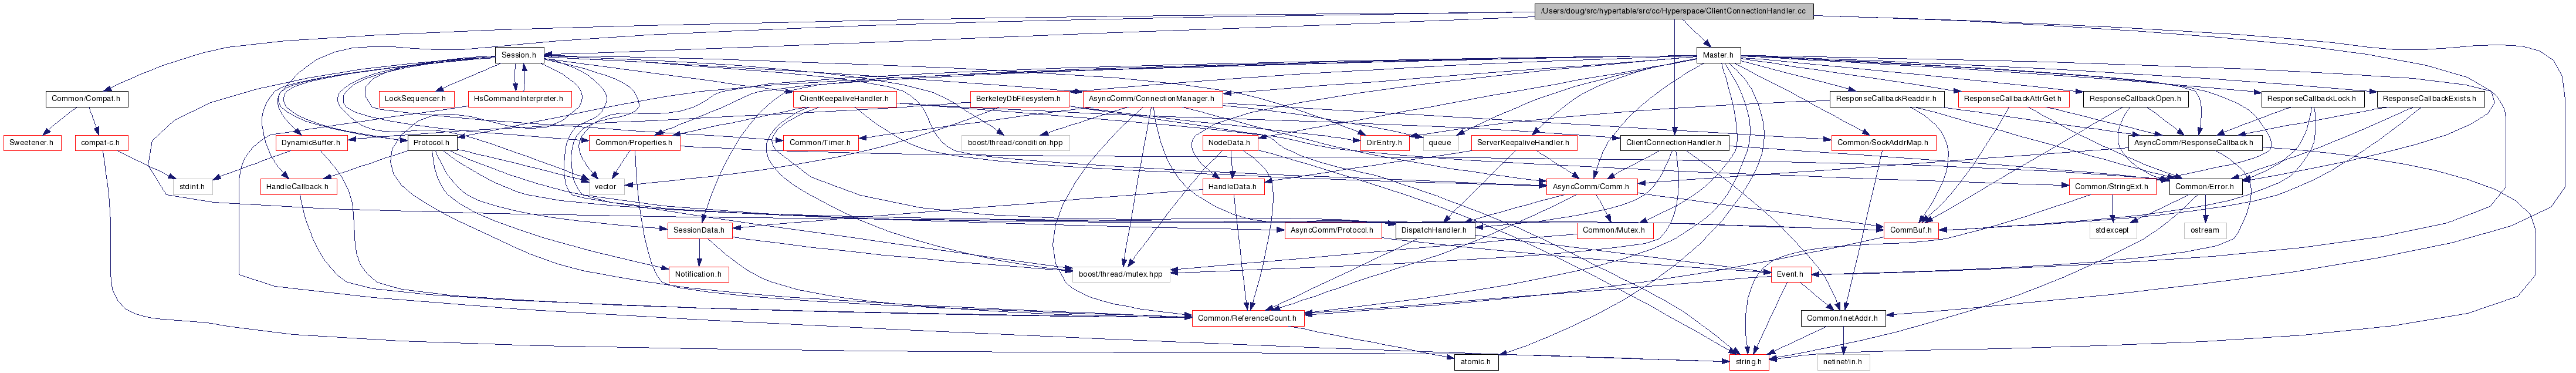 /Users/doug/src/hypertable/src/cc/Hyperspace/ClientConnectionHandler.cc
Session.h
Master.h
Common/Compat.h
LockSequencer.h
HsCommandInterpreter.h
ClientKeepaliveHandler.h
BerkeleyDbFilesystem.h
AsyncComm/ConnectionManager.h
ResponseCallbackReaddir.h
ResponseCallbackAttrGet.h
ResponseCallbackOpen.h
ResponseCallbackLock.h
ResponseCallbackExists.h
Sweetener.h
compat-c.h
DynamicBuffer.h
Protocol.h
Common/Properties.h
Common/Timer.h
boost/thread/condition.hpp
NodeData.h
DirEntry.h
queue
ServerKeepaliveHandler.h
ClientConnectionHandler.h
Common/SockAddrMap.h
AsyncComm/ResponseCallback.h
stdint.h
HandleCallback.h
vector
HandleData.h
AsyncComm/Comm.h
Common/StringExt.h
Common/Error.h
SessionData.h
AsyncComm/Protocol.h
DispatchHandler.h
Common/Mutex.h
CommBuf.h
stdexcept
ostream
Notification.h
boost/thread/mutex.hpp
Event.h
Common/ReferenceCount.h
Common/InetAddr.h
atomic.h
string.h
netinet/in.h